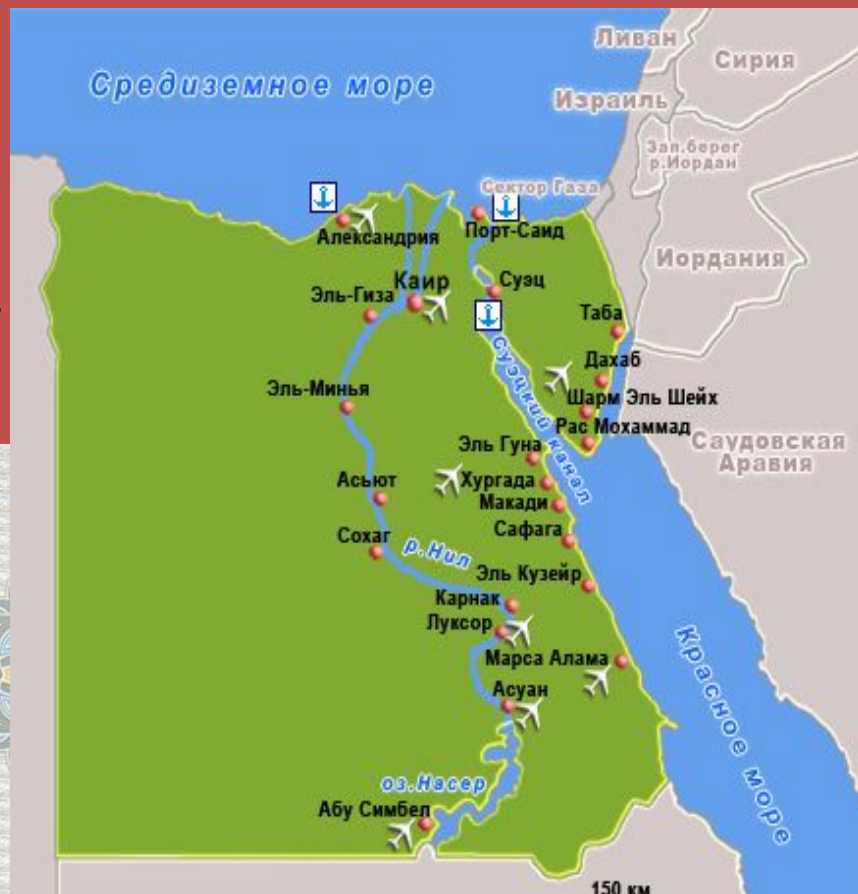 Ливан
Сирия
Средиземное море
Израиль
Зап.берег
р.Иордан
Сектор Газа
Александрия
Порт-Саид
Иордания
Каир
Суэц
Эль-Гиза
Таба
Суэцкий канал
Дахаб
Эль-Минья
Шарм Эль Шейх
Рас Мохаммад
Саудовская
Аравия
Эль Гуна
Асьют
Хургада
Макади
Сафага
Сохаг
р.Нил
Эль Кузейр
Карнак
Луксор
Марса Алама
Красное море
Асуан
оз.Насер
Абу Симбел
150 км